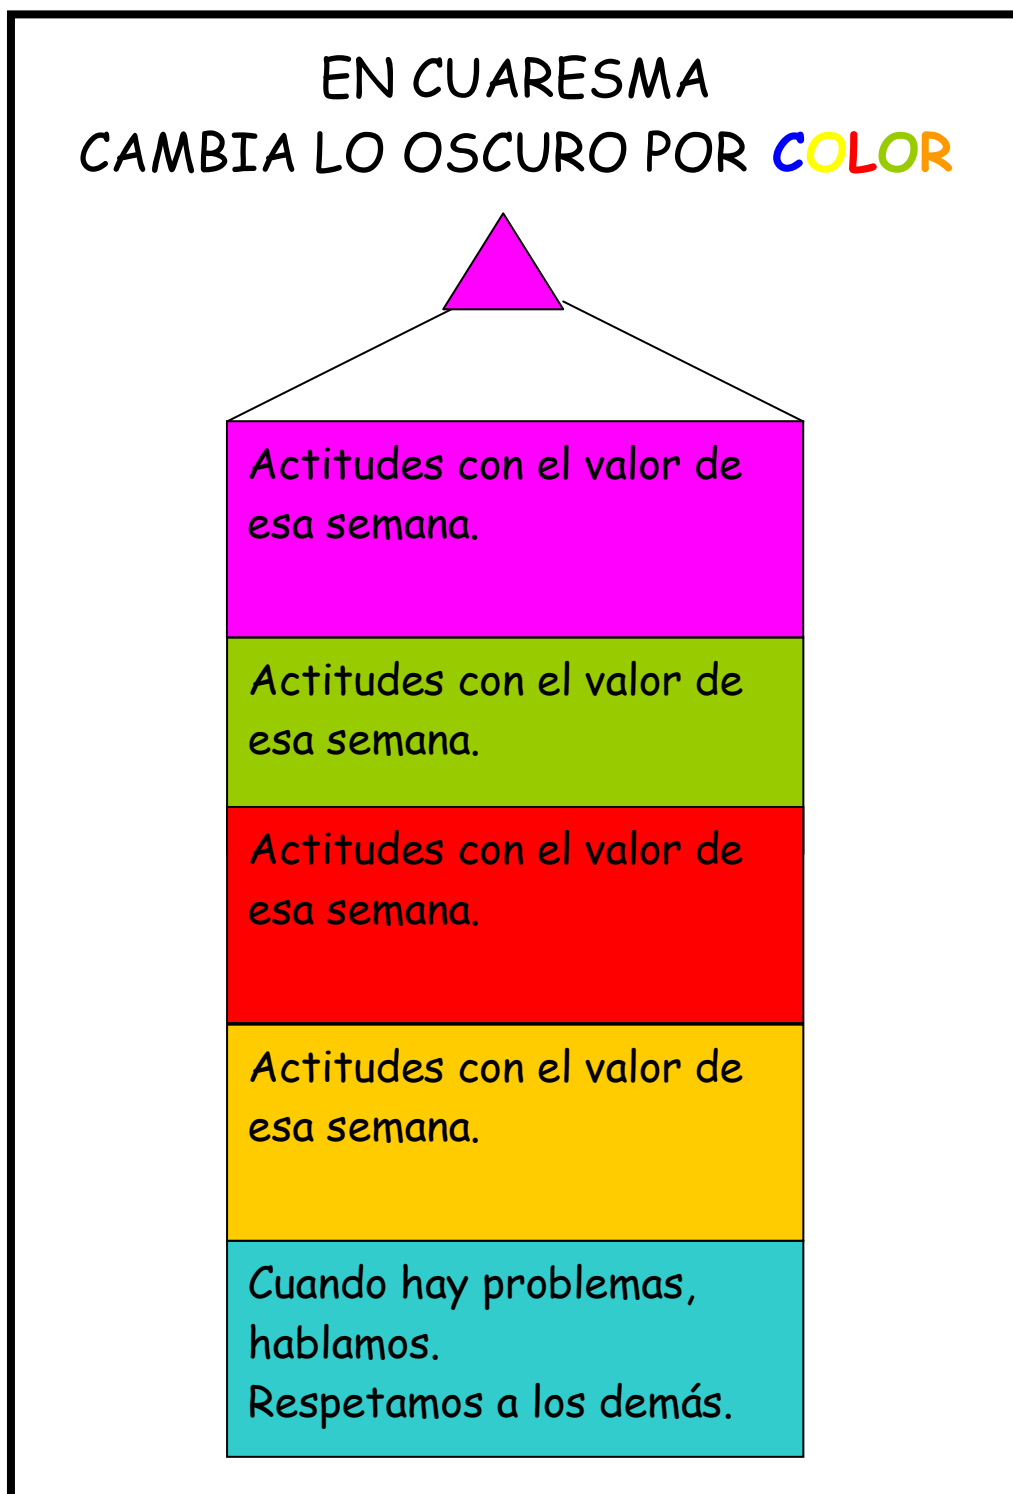 EN CUARESMA
CAMBIA LO OSCURO POR COLOR
Actitudes con el valor de
esa semana.
Actitudes con el valor de
esa semana.
Actitudes con el valor de
esa semana.
Actitudes con el valor de
esa semana.
Cuando hay problemas,
hablamos.
Respetamos a los demás.